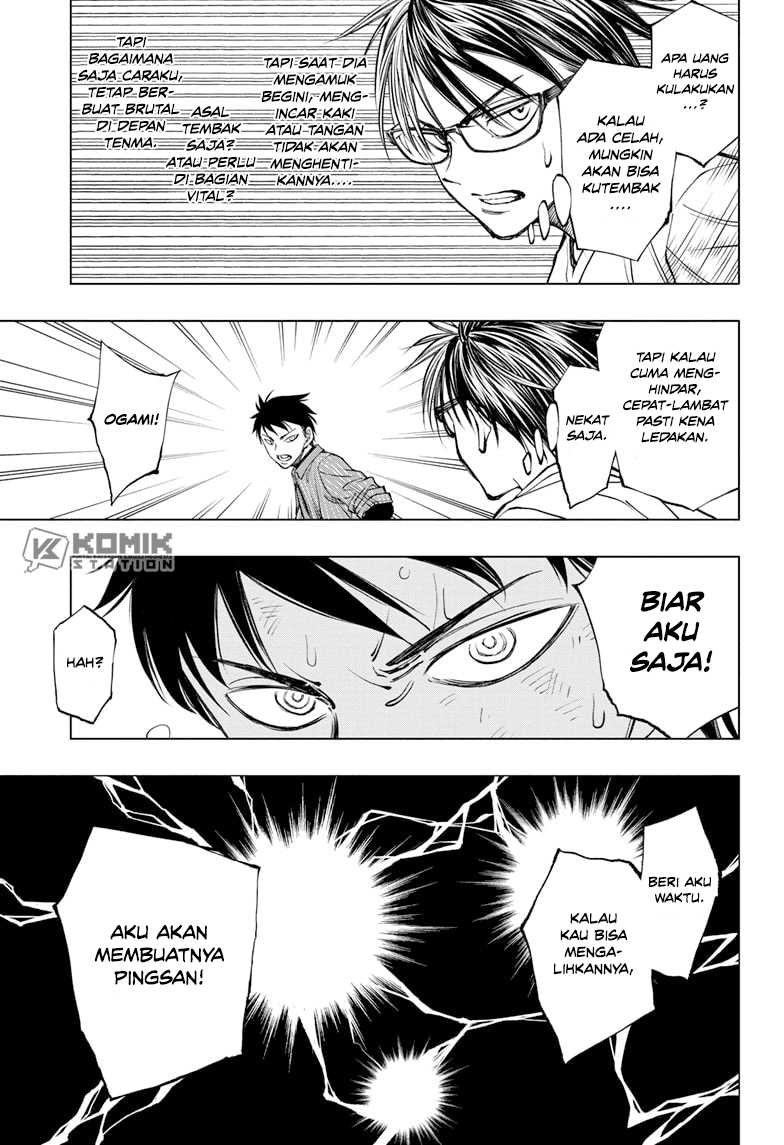 APA UANG
HARUS
KULAKUKAN
...?
KALAU
ADA CELAH,
MUNGKIN
AKAN BISA
KUTEMBAK
....
TAPI SAAT DIA
MENGAMUK
BEGINI, MENG-
INCAR KAKI
ATAU TANGAN
TIDAK AKAN
MENGHENTI-
KANNYA....
ASAL
TEMBAK
SAJA?
ATAU PERLU
DI BAGIAN
VITAL?
TAPI
BAGAIMANA
SAJA CARAKU,
TETAP BER-
BUAT BRUTAL
DI DEPAN
TENMA.
TAPI KALAU
CUMA MENG-
HINDAR,
CEPAT-LAMBAT
PASTI KENA
LEDAKAN.
NEKAT
SAJA.
OGAMI!
KOMIK
STATION
BIAR
AKU
SAJA!
HAH?
BERI AKU
WAKTU.
KALAU
KAU BISA
MENGA-
LIHKANNYA,
AKU AKAN
MEMBUATNYA
PINGSAN!